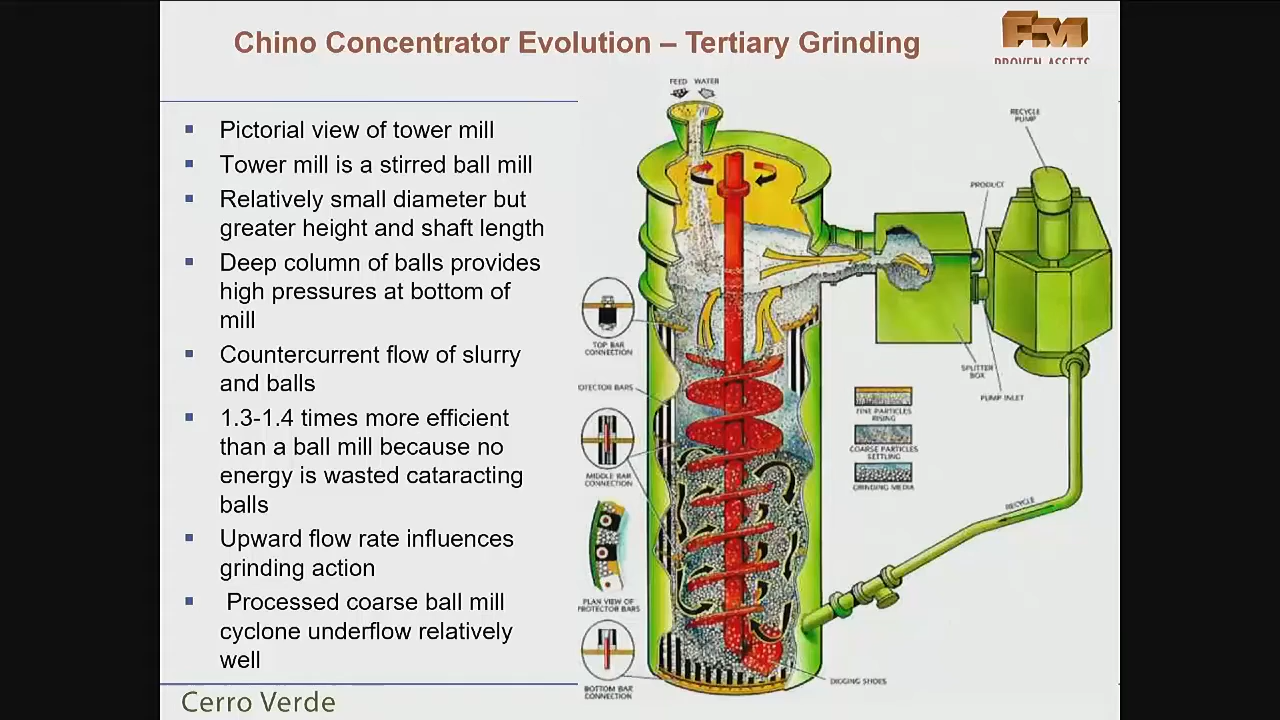 Chino Concentrator Evolution – Tertiary Grinding
FM
PROVEN ASSETS
Pictorial view of tower mill
Tower mill is a stirred ball mill
Relatively small diameter but
greater height and shaft length
Deep column of balls provides
high pressures at bottom of
mill
Countercurrent flow of slurry
and balls
1.3-1.4 times more efficient
than a ball mill because no
energy is wasted cataracting
balls
Upward flow rate influences
grinding action
Processed coarse ball mill
cyclone underflow relatively
well
Cerro Verde
FEED WATER
RECYCLE
PUMP
PRODUCT
TOP BAR
CONNECTION
SPLITTER
BOX
PUMP INLET
OTECTOR BARS
FINE PARTICLES
RISING
COARSE PARTICLES
SETTLING
GRINDING MEDIA
MIDDLE BAR
CONNECTION
RECYCLE
PLAN VIEW OF
PROTECTOR BARS
DIGGING SHOES
BOTTOM BAR
CONNECTION